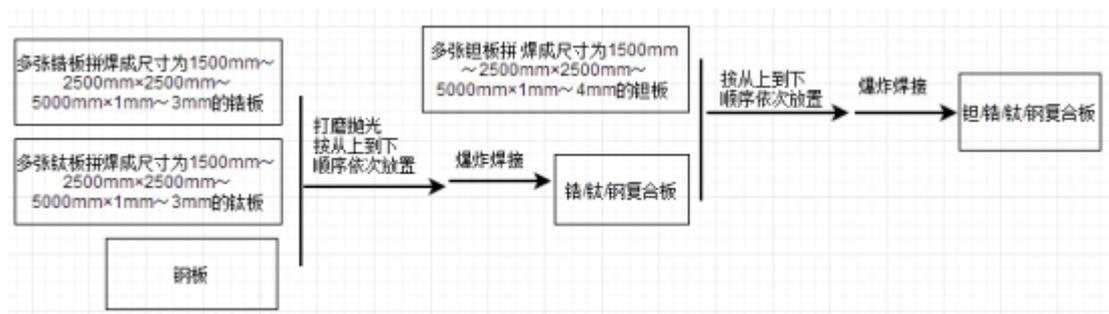 多张锆板拼焊成尺寸为1500mm～
2500mm×2500mm～
5000mm×1mm～3mm的锆板
多张钛板拼焊成尺寸为1500mm～
2500mm×2500mm～
5000mm×1mm～3mm的钛板
钢板
打磨抛光
按从上到下
顺序依次放置
爆炸焊接
多张钽板拼 焊成尺寸为1500mm
～2500mm×2500mm～
5000mm×1mm～4mm的钽板
锆/钛/钢复合板
按从上到下
顺序依次放置
爆炸焊接
钽/锆/钛/钢复合板